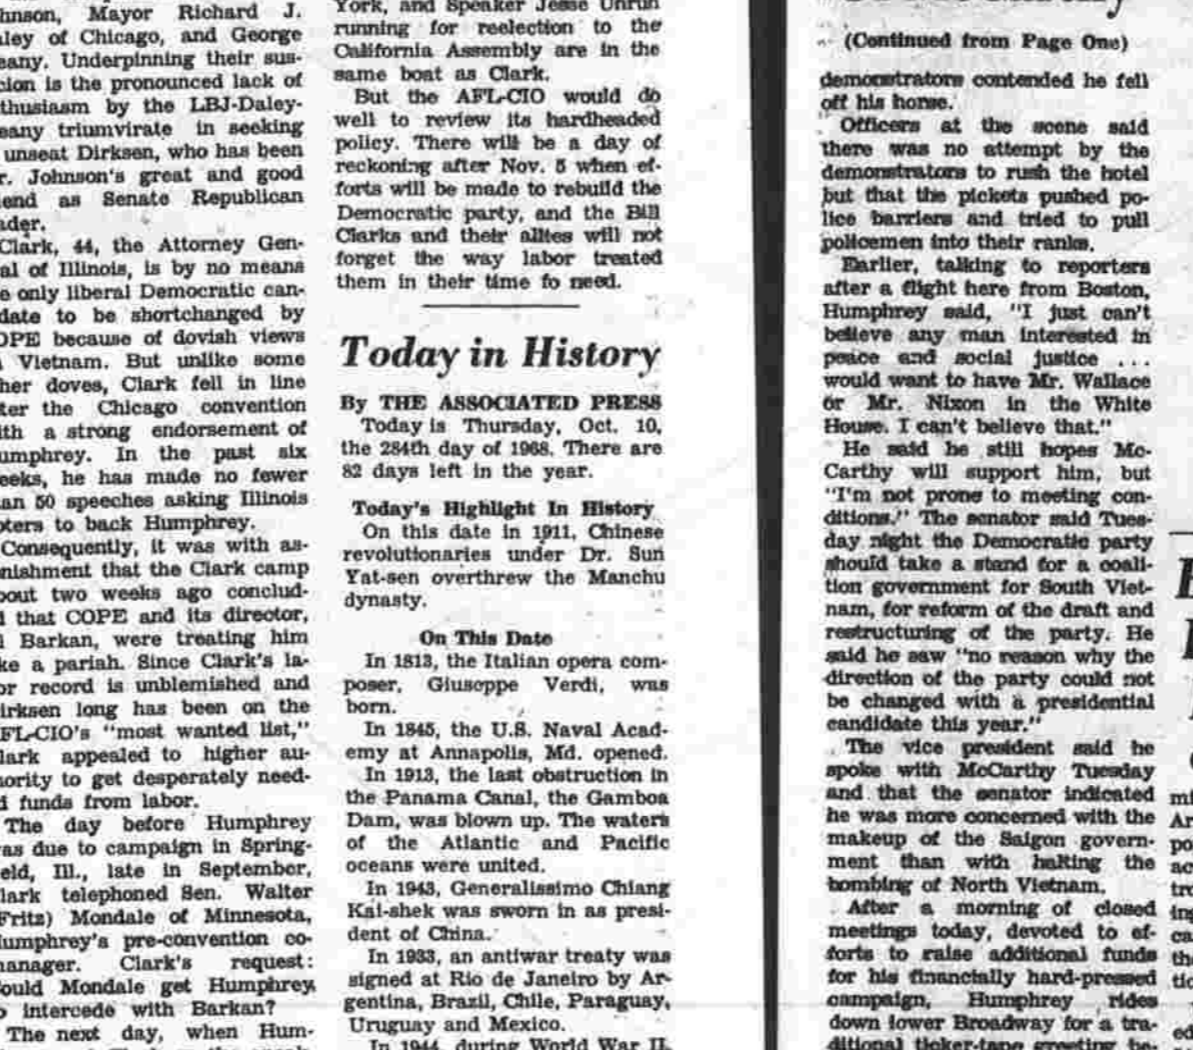 hnson, Mayor Richard J.
ley of Chicago, and George
eany. Underpinning their sus-
cion is the pronounced lack of
thusiasm by the LBJ-Daley-
eany triumvirate in seeking
unseat Dirksen, who has been
r. Johnson's great and good
end as Senate Republican
ader.
Clark, 44, the Attorney Gen-
al of Illinois, is by no means
e only liberal Democratic can-
date to be shortchanged by
OPE because of dovish views
Vietnam. But unlike some
her doves, Clark fell in line
ter the Chicago convention
ith a strong endorsement of
umphrey. In the past six
eeks, he has made no fewer
an 50 speeches asking Illinois
oters to back Humphrey.
Consequently, it was with as-
nishment that the Clark camp
bout two weeks ago conclud-
d that COPE and its director,
l Barkan, were treating him
ke a pariah. Since Clark's la-
or record is unblemished and
irksen long has been on the
FL-CIO's "most wanted list,"
lark appealed to higher au-
hority to get desperately need-
d funds from labor.
The day before Humphrey
as due to campaign in Spring-
eld, Ill., late in September,
lark telephoned Sen. Walter
Fritz) Mondale of Minnesota,
umphrey's pre-convention co-
anager. Clark's request:
ould Mondale get Humphrey
o intercede with Barkan?
The next day, when Hum-
York, and Speaker Jesse Unruh
running for reelection to the
California Assembly are in the
same boat as Clark.
But the AFL-CIO would do
well to review its hardheaded
policy. There will be a day of
reckoning after Nov. 5 when ef-
forts will be made to rebuild the
Democratic party, and the Bill
Clarks and their allies will not
forget the way labor treated
them in their time fo need.
Today in History
By THE ASSOCIATED PRESS
Today is Thursday, Oct. 10,
the 284th day of 1968. There are
82 days left in the year.
Today's Highlight In History
On this date in 1911, Chinese
revolutionaries under Dr. Sun
Yat-sen overthrew the Manchu
dynasty.
On This Date
In 1813, the Italian opera com-
poser, Giuseppe Verdi, was
born.
In 1845, the U.S. Naval Acad-
emy at Annapolis, Md. opened.
In 1913, the last obstruction in
the Panama Canal, the Gamboa
Dam, was blown up. The waters
of the Atlantic and Pacific
oceans were united.
In 1943, Generalissimo Chiang
Kai-shek was sworn in as presi-
dent of China.
In 1933, an antiwar treaty was
signed at Rio de Janeiro by Ar-
gentina, Brazil, Chile, Paraguay,
Uruguay and Mexico.
In 1944, during World War II,
(Continued from Page One)
demonstrators contended he fell
off his horse.
Officers at the scene said
there was no attempt by the
demonstrators to rush the hotel
but that the pickets pushed po-
lice barriers and tried to pull
policemen into their ranks.
Earlier, talking to reporters
after a flight here from Boston,
Humphrey said, "I just can't
believe any man interested in
peace and social justice ...
would want to have Mr. Wallace
or Mr. Nixon in the White
House. I can't believe that."
He said he still hopes Mc-
Carthy will support him, but
"I'm not prone to meeting con-
ditions." The senator said Tues-
day night the Democratic party
should take a stand for a coali-
tion government for South Viet-
nam, for reform of the draft and
restructuring of the party. He
said he saw "no reason why the
direction of the party could not
be changed with a presidential
candidate this year."
The vice president said he
spoke with McCarthy Tuesday
and that the senator indicated
he was more concerned with the
makeup of the Saigon govern-
ment than with halting the
bombing of North Vietnam.
After a morning of closed
meetings today, devoted to ef-
forts to raise additional funds
for his financially hard-pressed
campaign, Humphrey rides
down lower Broadway for a tra-
ditional ticker-tape greeting be-
mi
Ar
po
ac
tro
ing
ca
the
tic
ed